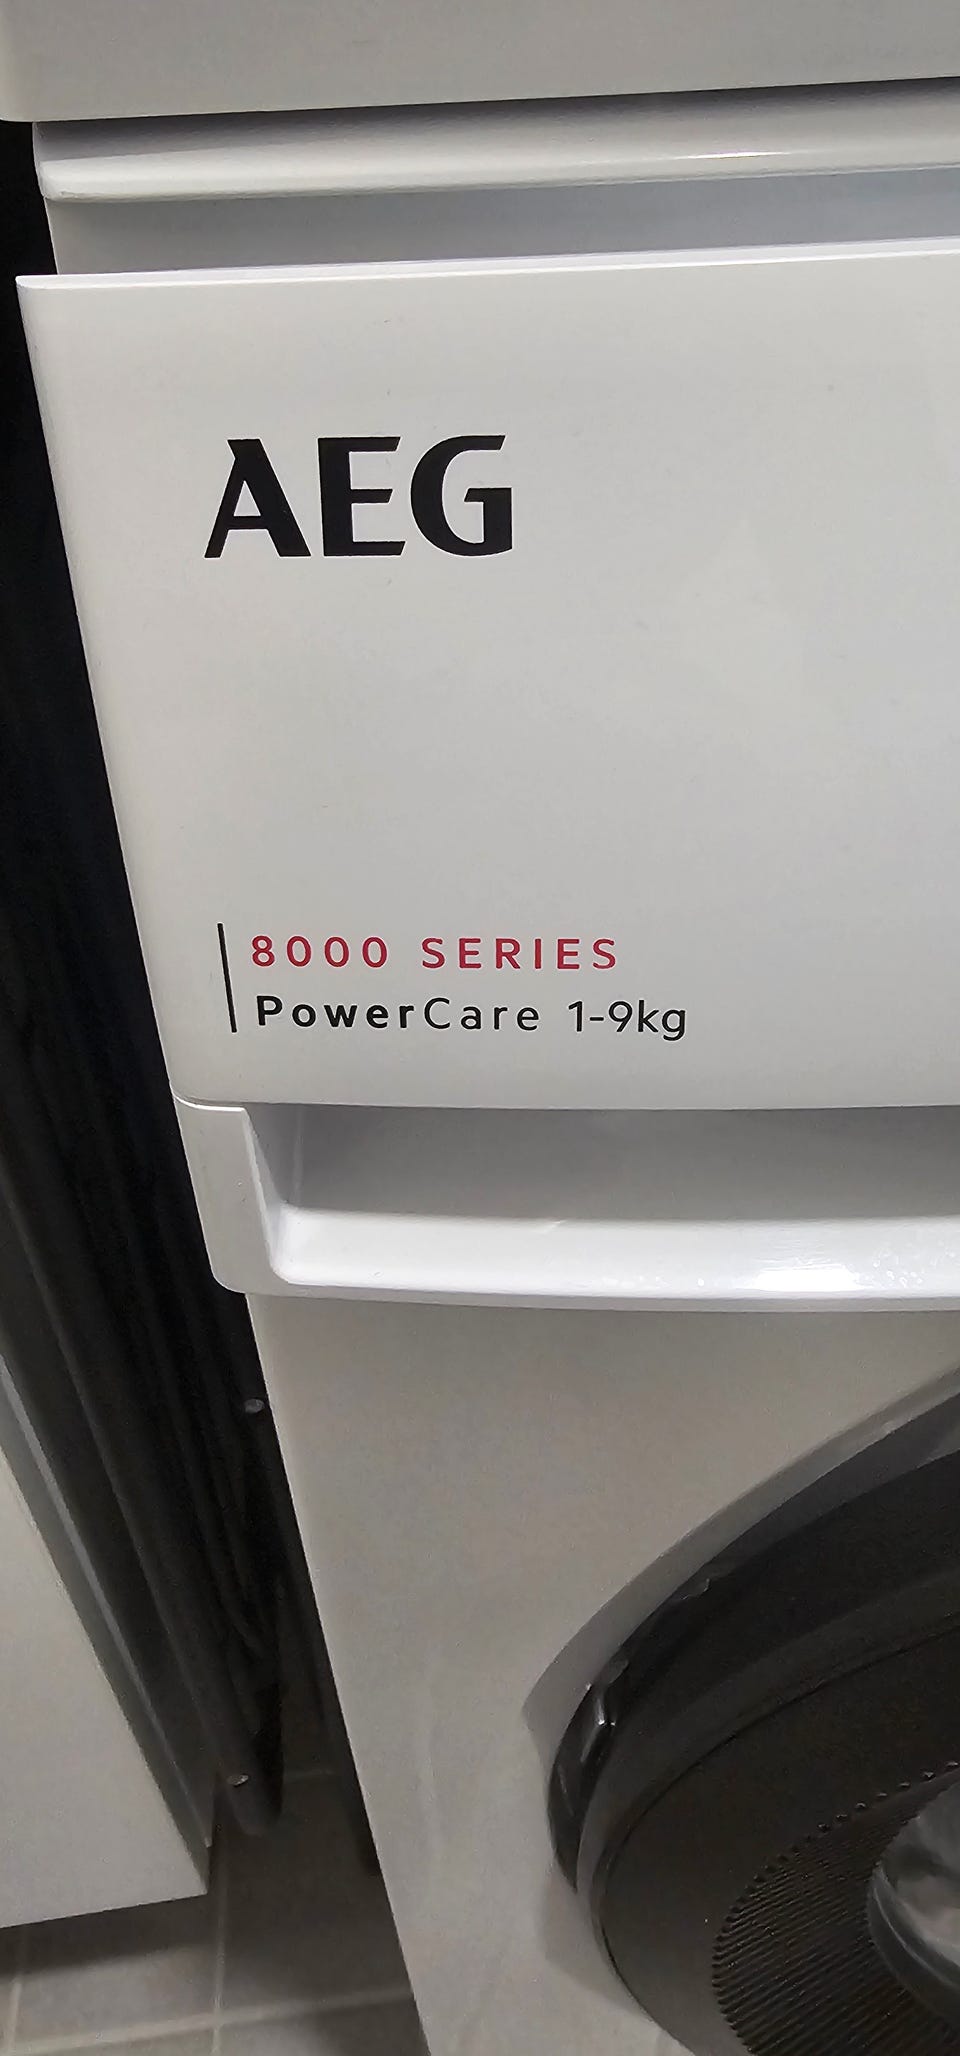 AEG
8000 SERIES
PowerCare 1-9kg